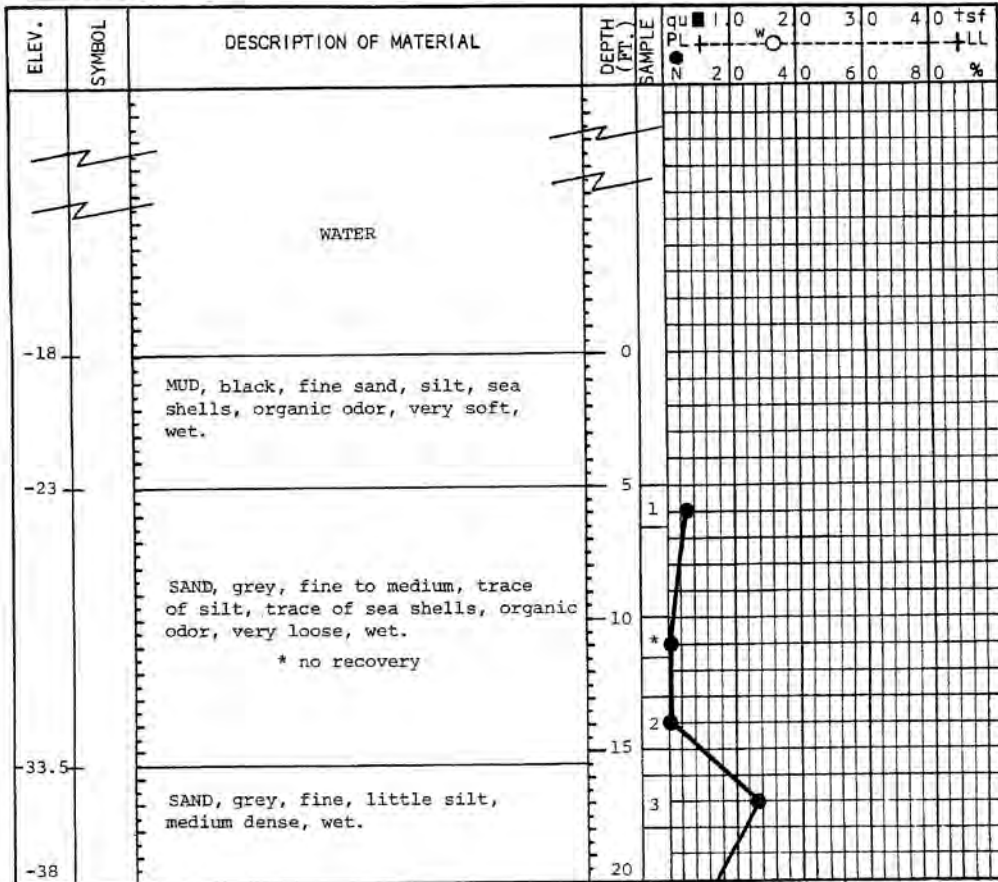 ELEV.
SYMBOL
DESCRIPTION OF MATERIAL
DEPTH
(FT.)
SAMPLE
qu ■ 1.0 2.0 3.0 4.0 tsf
PL W LL
N 20 40 60 80 %
WATER
-18 0
MUD, black, fine sand, silt, sea
shells, organic odor, very soft,
wet.
-23 5
1
SAND, grey, fine to medium, trace
of silt, trace of sea shells, organic
odor, very loose, wet.
10
* no recovery
*
2
15
-33.5
SAND, grey, fine, little silt,
medium dense, wet.
3
-38 20